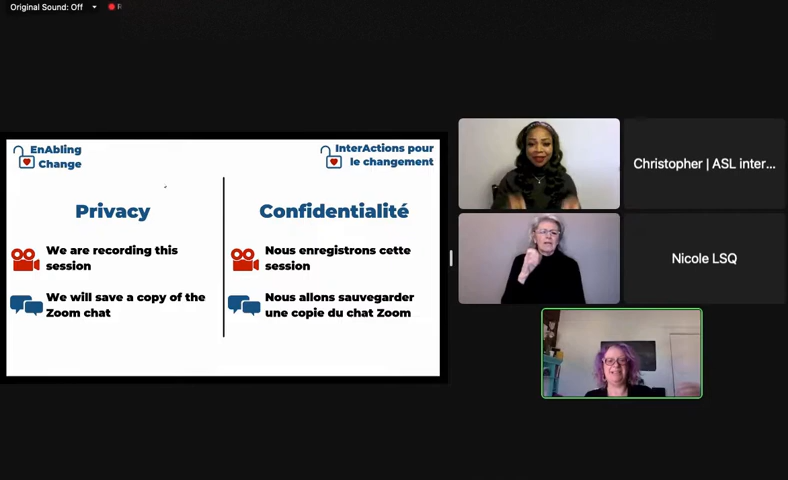 Original Sound: Off
EnAbling
Change
InterActions pour
le changement
Privacy
We are recording this
session
We will save a copy of the
Zoom chat
Confidentialité
Nous enregistrons cette
session
Nous allons sauvegarder
une copie du chat Zoom
Christopher | ASL inter...
Nicole LSQ